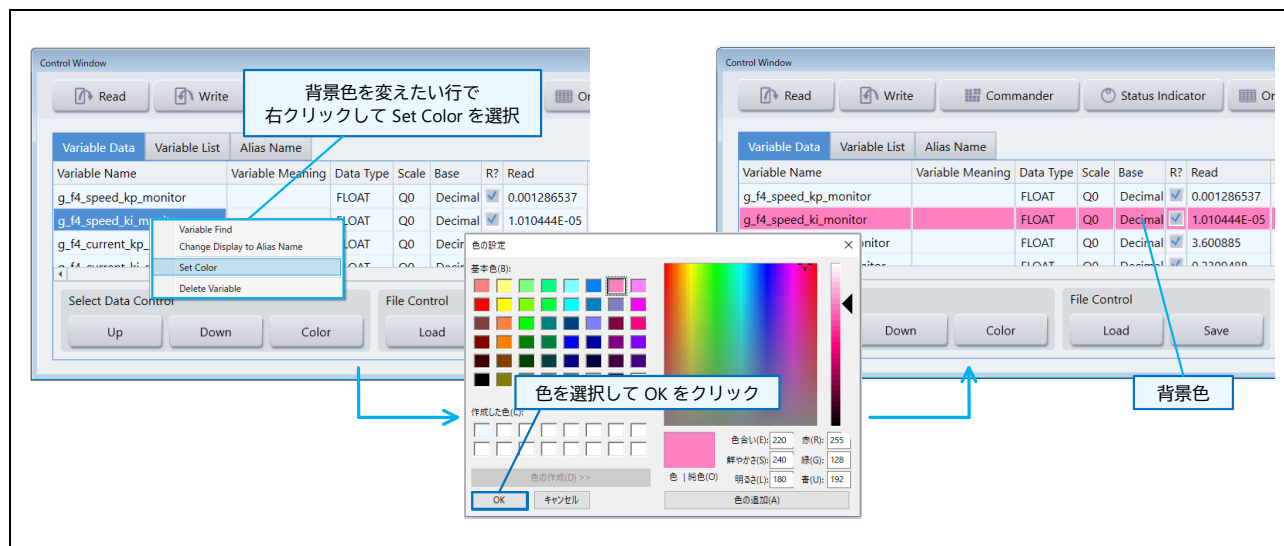 Control Window
Read Write
背景色を変えたい行で
右クリックして Set Color を選択
Variable Data Variable List Alias Name
Variable Name Variable Meaning Data Type Scale Base R? Read
g_f4_speed_kp_monitor FLOAT Q0 Decimal 0.001286537
g_f4_speed_ki_monitor FLOAT Q0 Decimal 1.010444E-05
g_f4_current_kp_
Variable Find
Change Display to Alias Name
Set Color
Delete Variable
Select Data Control
Up Down Color
File Control
Load
色の設定
基本色(B):
色を選択して OK をクリック
作成した色(C):
色の作成(D) >>
OK キャンセル
色 | 純色(O)
色合い(E): 220 赤(R): 255
鮮やかさ(S): 240 緑(G): 128
明るさ(L): 180 青(U): 192
色の追加(A)
Control Window
Read Write Commander Status Indicator Or
Variable Data Variable List Alias Name
Variable Name Variable Meaning Data Type Scale Base R? Read
g_f4_speed_kp_monitor FLOAT Q0 Decimal 0.001286537
g_f4_speed_ki_monitor FLOAT Q0 Decimal 1.010444E-05
onitor FLOAT Q0 Decimal 3.600885
Down Color
File Control
Load Save
背景色